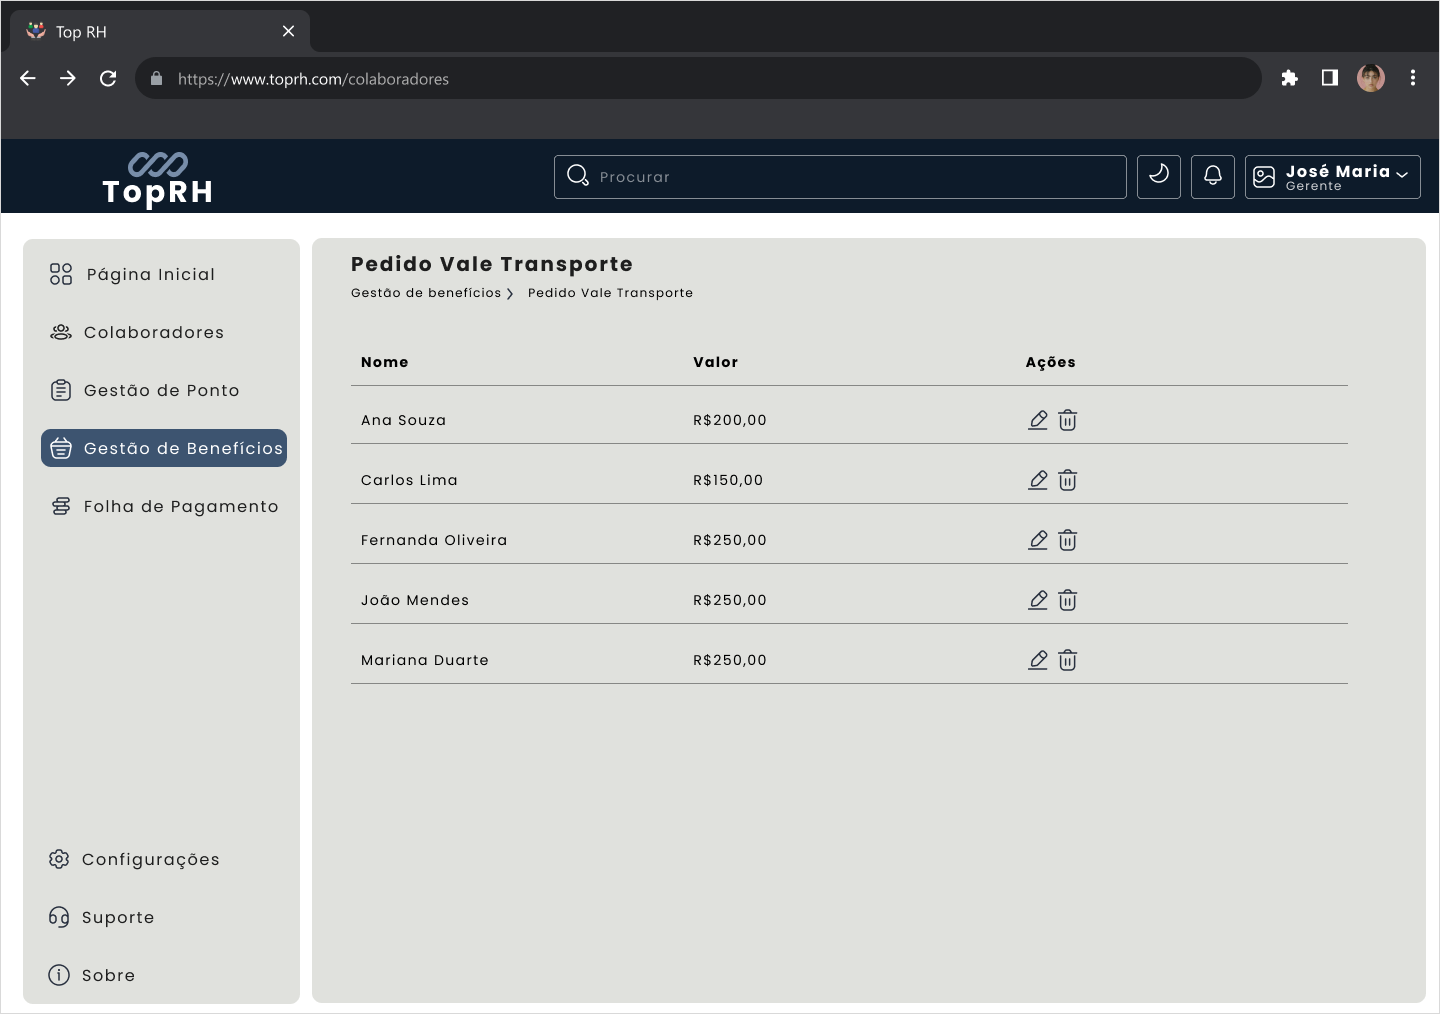 Top RH
https://www.toprh.com/colaboradores
TopRH
Procurar
José Maria
Gerente
Página Inicial
Colaboradores
Gestão de Ponto
Gestão de Benefícios
Folha de Pagamento
Configurações
Suporte
Sobre
Pedido Vale Transporte
Gestão de benefícios Pedido Vale Transporte
Nome Valor Ações
Ana Souza R$200,00
Carlos Lima R$150,00
Fernanda Oliveira R$250,00
João Mendes R$250,00
Mariana Duarte R$250,00